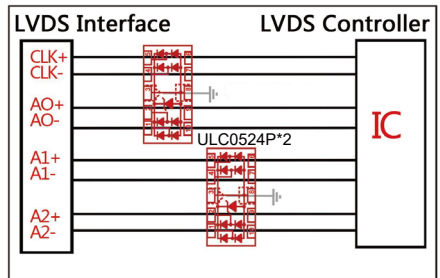 LVDS Interface
LVDS Controller
CLK+
CLK-
AO+
AO-
IC
ULC0524P*2
A1+
A1-
A2+
A2-